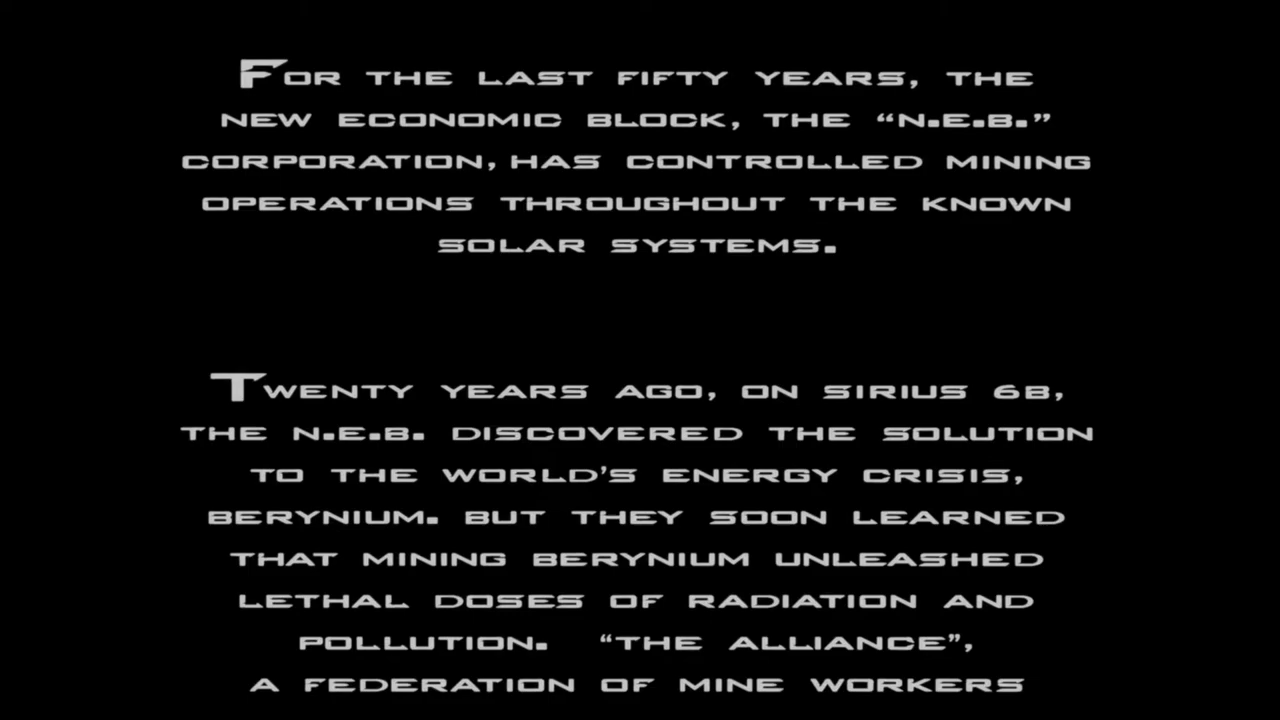 FOR THE LAST FIFTY YEARS, THE
NEW ECONOMIC BLOCK, THE “N.E.B.”
CORPORATION, HAS CONTROLLED MINING
OPERATIONS THROUGHOUT THE KNOWN
SOLAR SYSTEMS.
TWENTY YEARS AGO, ON SIRIUS 6B,
THE N.E.B. DISCOVERED THE SOLUTION
TO THE WORLD’S ENERGY CRISIS,
BERYNIUM. BUT THEY SOON LEARNED
THAT MINING BERYNIUM UNLEASHED
LETHAL DOSES OF RADIATION AND
POLLUTION. “THE ALLIANCE”,
A FEDERATION OF MINE WORKERS